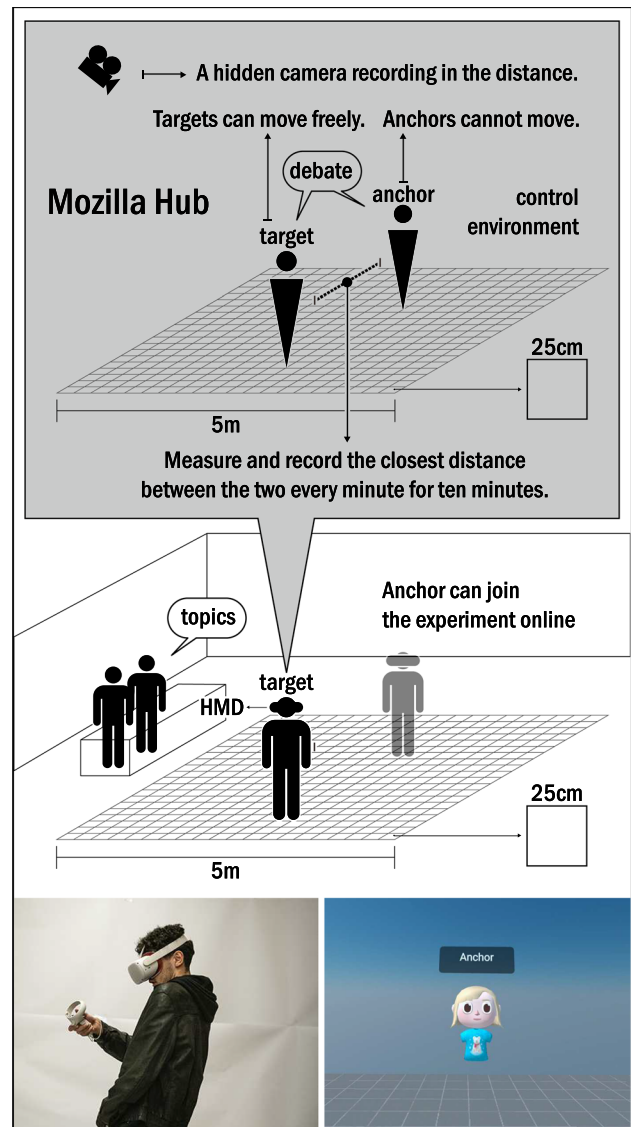 A hidden camera recording in the distance.
Targets can move freely.
Anchors cannot move.
debate
Mozilla Hub
anchor
control
environment
target
25cm
5m
Measure and record the closest distance
between the two every minute for ten minutes.
Anchor can join
the experiment online
topics
target
HMD
25cm
5m
Anchor